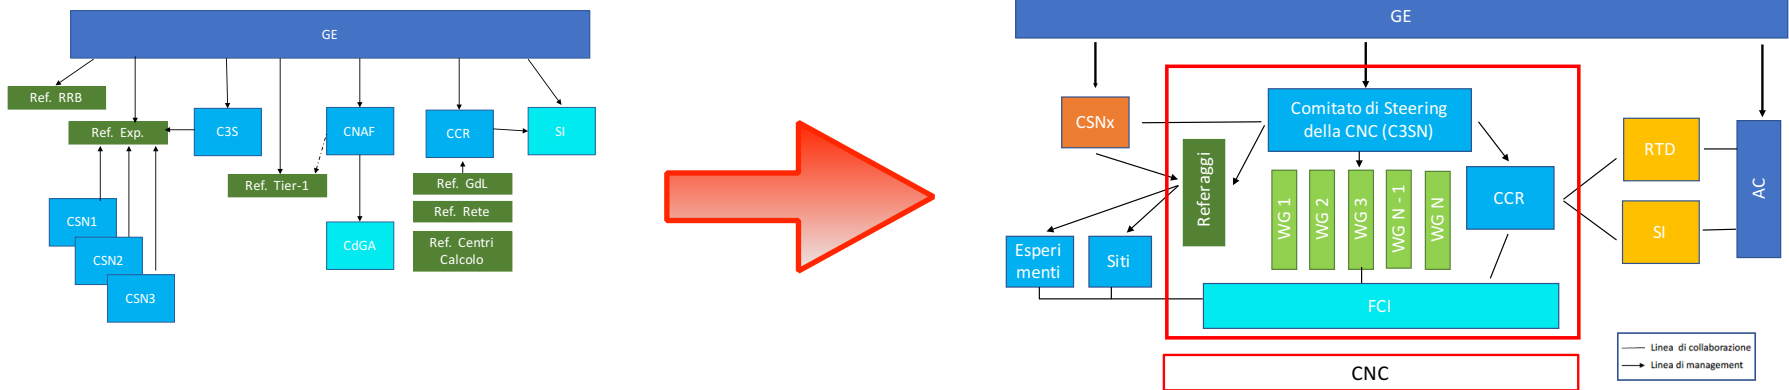 GE
Ref. RRB
Ref. Exp.
C3S
CNAF
CCR
SI
Ref. Tier-1
Ref. GdL
Ref. Rete
Ref. Centri
Calcolo
CSN1
CSN2
CSN3
CdGA
GE
CSNx
Comitato di Steering
della CNC (C3SN)
Referaggi
WG 1
WG 2
WG 3
WG N - 1
WG N
CCR
RTD
SI
AC
Esperi
menti
Siti
FCI
CNC
Linea di collaborazione
Linea di management